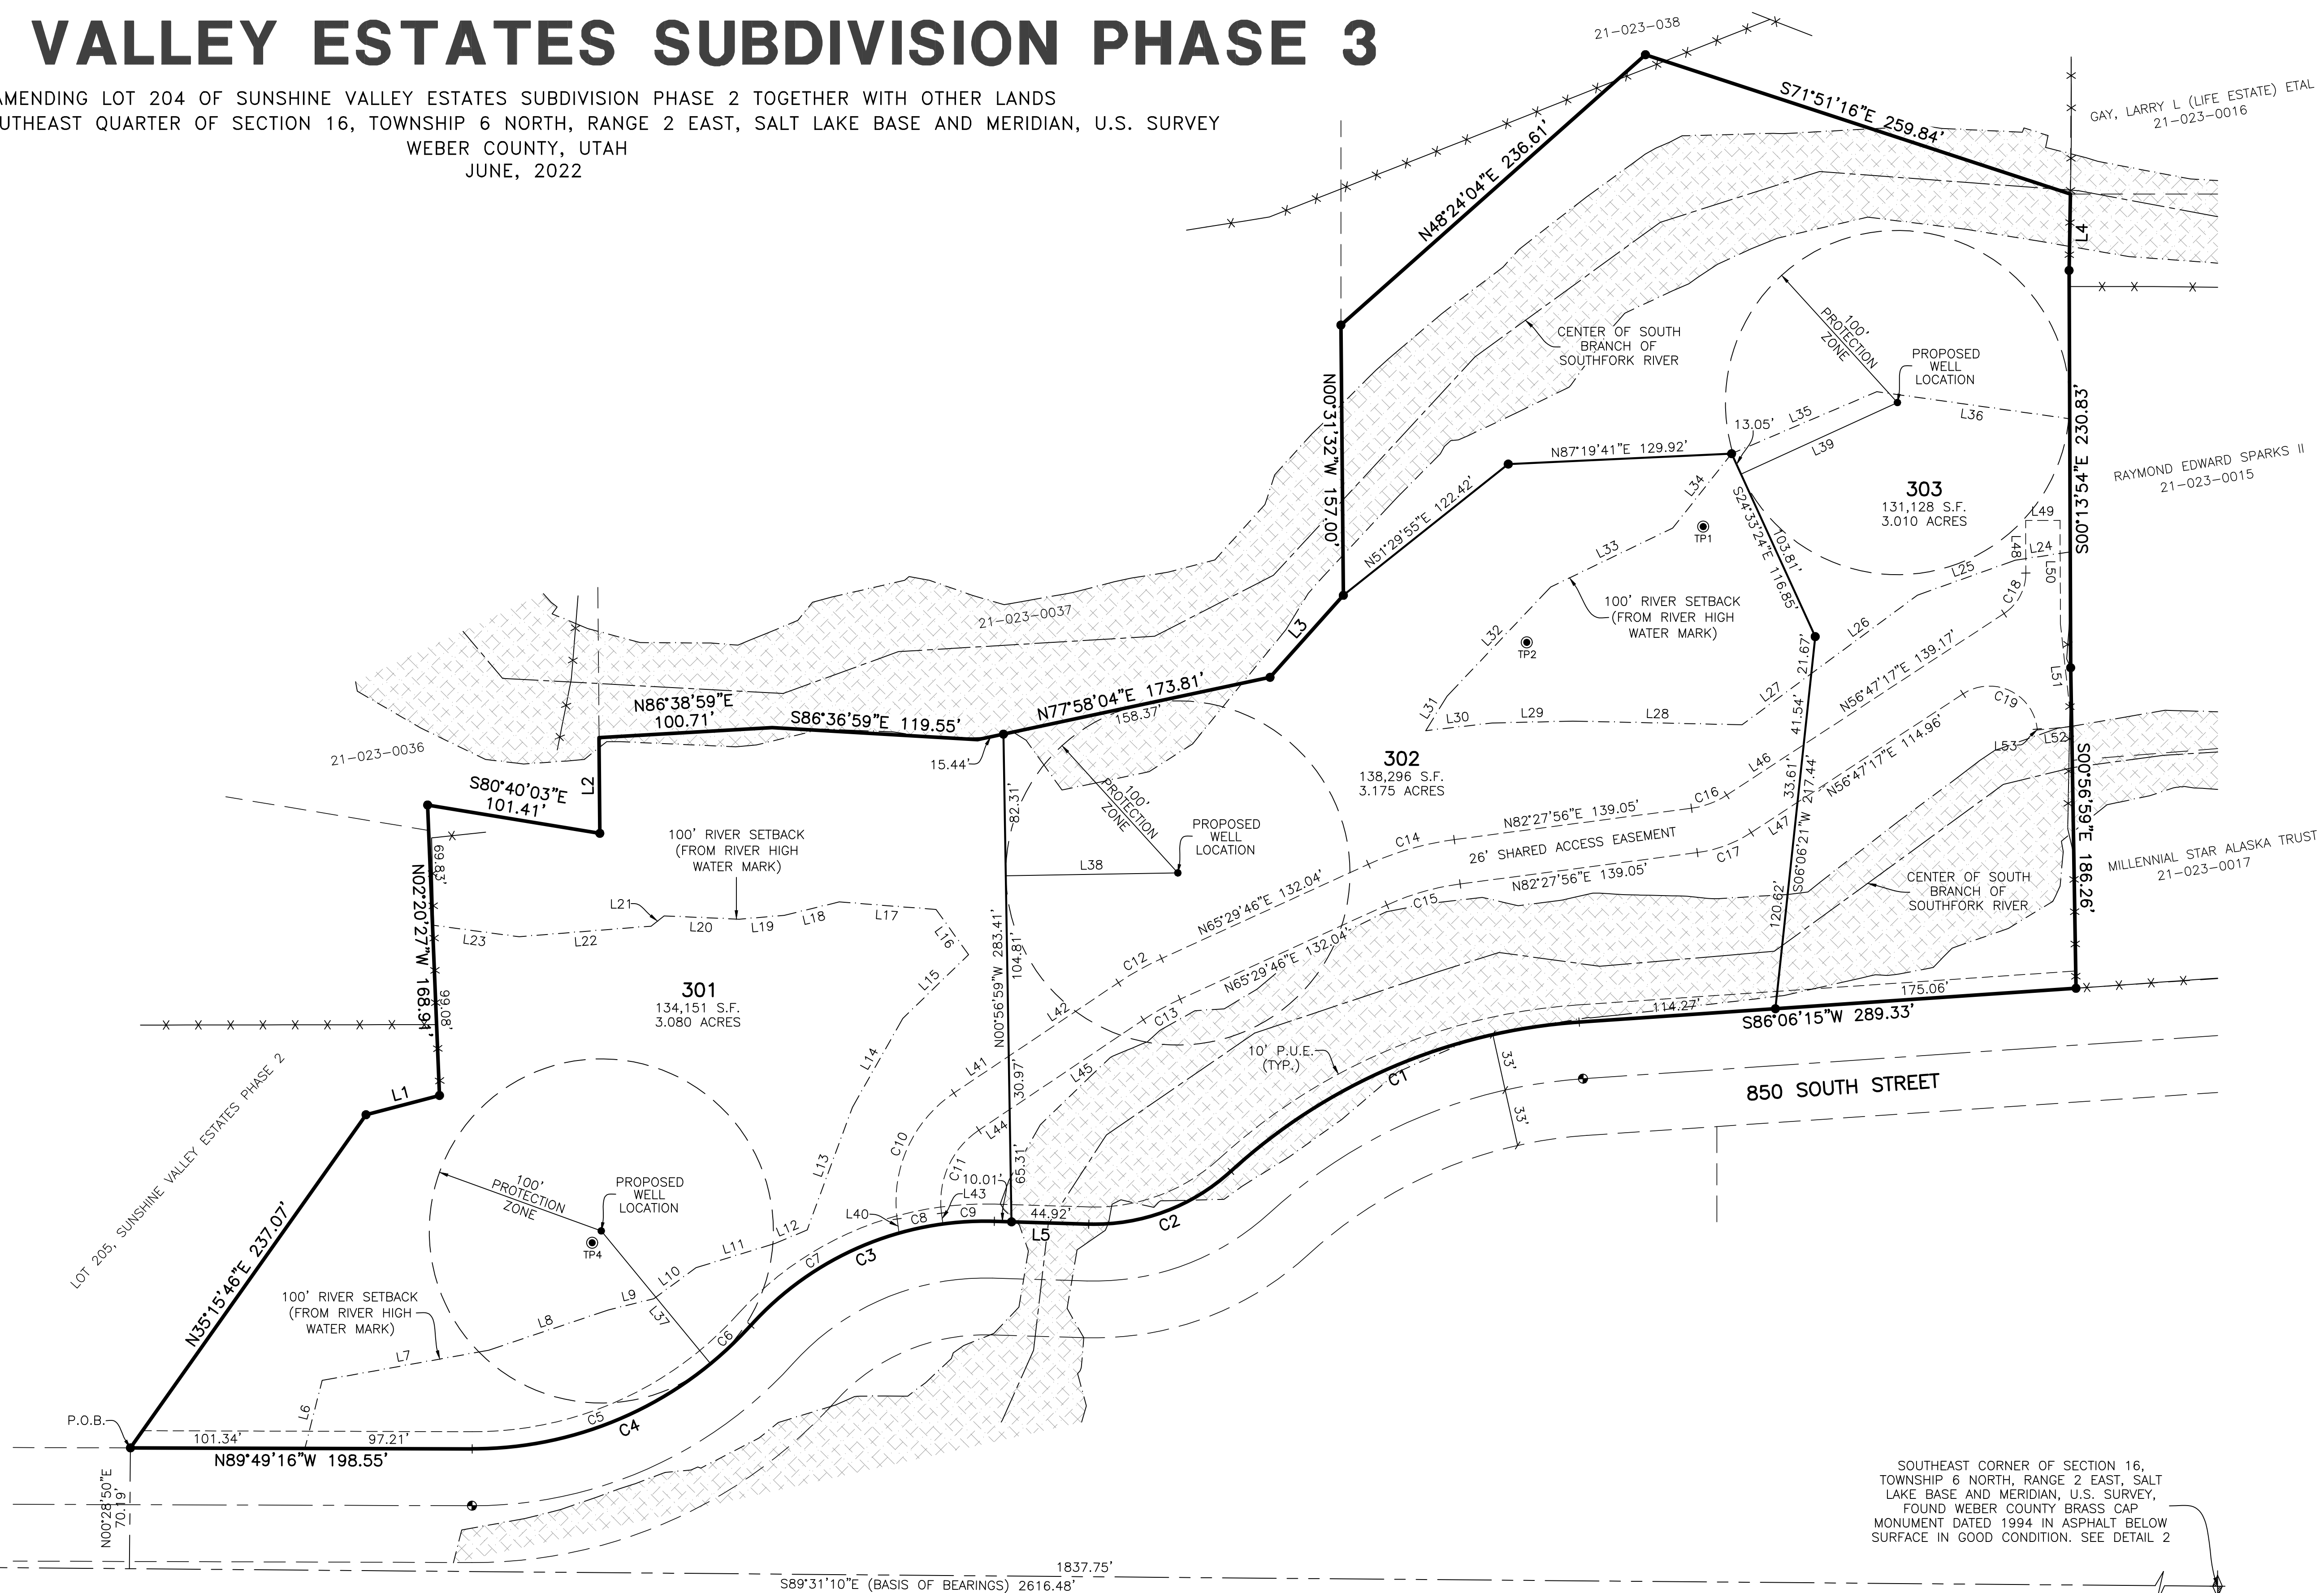 VALLEY ESTATES SUBDIVISION PHASE 3
AMENDING LOT 204 OF SUNSHINE VALLEY ESTATES SUBDIVISION PHASE 2 TOGETHER WITH OTHER LANDS
QUARTER OF SECTION 16, TOWNSHIP 6 NORTH, RANGE 2 EAST, SALT LAKE BASE AND MERIDIAN, U.S. SURVEY
WEBER COUNTY, UTAH
JUNE, 2022
21-023-038
S71°51'16"E 259.84'
GAY, LARRY L (LIFE ESTATE) ETAL
21-023-0016
N48°24'04"E 236.61'
L4
CENTER OF SOUTH
BRANCH OF
SOUTHFORK RIVER
100'
PROTECTION
ZONE
PROPOSED
WELL
LOCATION
N00°31'32"W 157.00'
L35
L36
L39
13.05'
N87°19'41"E 129.92'
N51°29'55"E 122.42'
S00°13'54"E 230.83'
RAYMOND EDWARD SPARKS II
21-023-0015
303
131,128 S.F.
3.010 ACRES
L34
TP1
S24°33'24"E 116.85'
103.81'
L33
L49
L48
L24
L50
L25
C18
100' RIVER SETBACK
(FROM RIVER HIGH
WATER MARK)
L32
TP2
L26
21.67'
N56°47'17"E 139.17'
L51
21-023-0037
L3
L31
L30
L29
L28
L27
41.54'
C19
L53
L52
N77°58'04"E 173.81'
158.37'
N86°38'59"E
100.71'
S86°36'59"E 119.55'
15.44'
21-023-0036
S80°40'03"E
101.41'
L2
302
138,296 S.F.
3.175 ACRES
L46
C16
33.61'
S06°06'21"W 217.44'
N56°47'17"E 114.96'
L47
C17
S00°56'59"E 186.26'
MILLENNIAL STAR ALASKA TRUST
21-023-0017
82.31'
100'
PROTECTION
ZONE
PROPOSED
WELL
LOCATION
L38
C14
N82°27'56"E 139.05'
26' SHARED ACCESS EASEMENT
N82°27'56"E 139.05'
C15
CENTER OF SOUTH
BRANCH OF
SOUTHFORK RIVER
120.62'
100' RIVER SETBACK
(FROM RIVER HIGH
WATER MARK)
69.83'
N02°20'27"W 168.91'
99.08'
L21
L23
L22
L20
L19
L18
L17
L16
L15
N00°56'59"W 283.41'
104.81'
N65°29'46"E 132.04'
N65°29'46"E 132.04'
C12
C13
L42
301
134,151 S.F.
3.080 ACRES
175.06'
114.27'
S86°06'15"W 289.33'
10' P.U.E.
(TYP.)
C1
33'
33'
850 SOUTH STREET
L1
L14
L41
L45
30.97'
C10
L44
C11
65.31'
LOT 205, SUNSHINE VALLEY ESTATES PHASE 2
100'
PROTECTION
ZONE
PROPOSED
WELL
LOCATION
L13
10.01'
L43
L40
C8
C9
44.92'
L5
C2
TP4
L12
L11
C7
C3
L10
L9
L37
N35°15'46"E 237.07'
100' RIVER SETBACK
(FROM RIVER HIGH
WATER MARK)
L8
L7
C6
L6
C5
C4
P.O.B.
101.34'
97.21'
N89°49'16"W 198.55'
N00°28'50"E
70.19'
SOUTHEAST CORNER OF SECTION 16,
TOWNSHIP 6 NORTH, RANGE 2 EAST, SALT
LAKE BASE AND MERIDIAN, U.S. SURVEY,
FOUND WEBER COUNTY BRASS CAP
MONUMENT DATED 1994 IN ASPHALT BELOW
SURFACE IN GOOD CONDITION. SEE DETAIL 2
1837.75'
S89°31'10"E (BASIS OF BEARINGS) 2616.48'